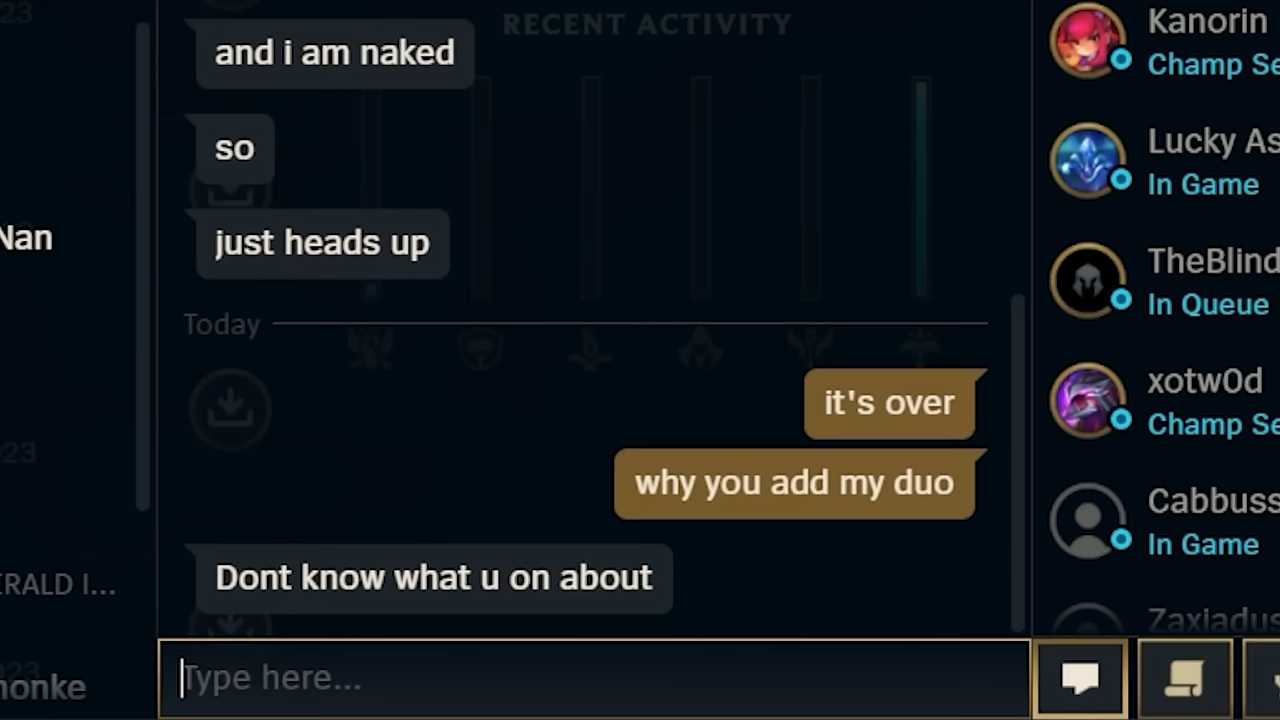 RECENT ACTIVITY
and i am naked
so
just heads up
Today
it's over
why you add my duo
Dont know what u on about
Type here...
Nan
ERALD I...
Kanorin
Champ Se
Lucky As
In Game
TheBlind
In Queue
xotw0d
Champ Se
Cabbuss
In Game
Zaxiadus